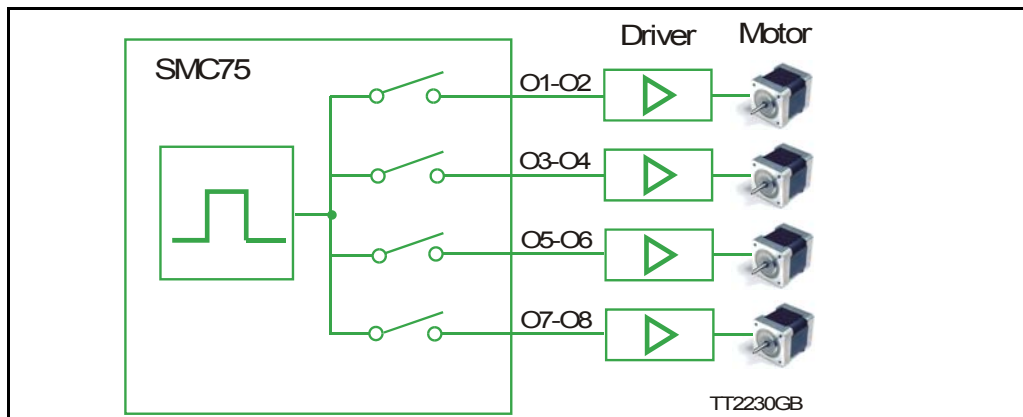 Driver Motor
SMC75
O1-O2
O3-O4
O5-O6
O7-O8
TT2230GB